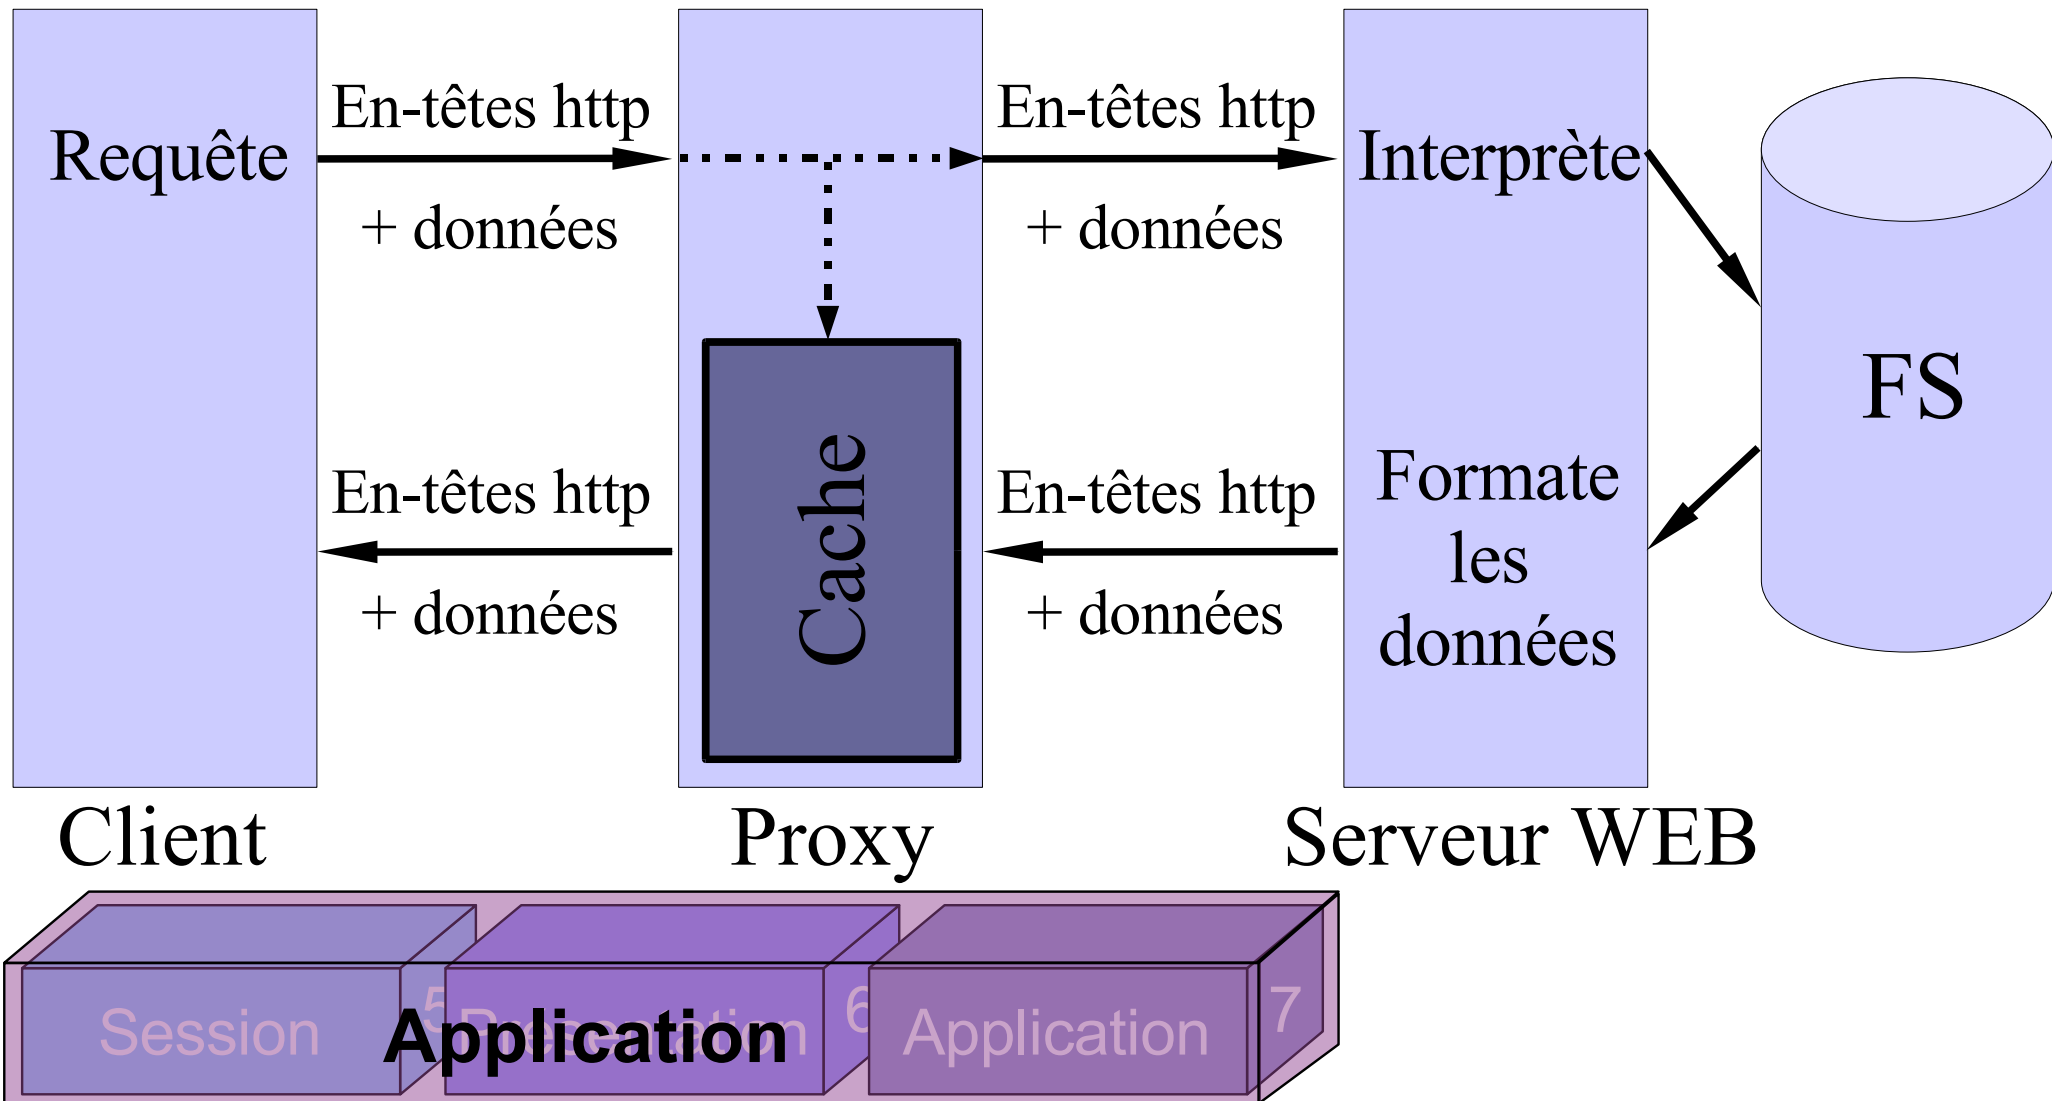 En-têtes http
En-têtes http
Requête
Interprète
+ données
+ données
FS
Cache
En-têtes http
En-têtes http
Formate
les
données
+ données
+ données
Client
Proxy
Serveur WEB
Session
5
Presentation
6
Application
7
Application